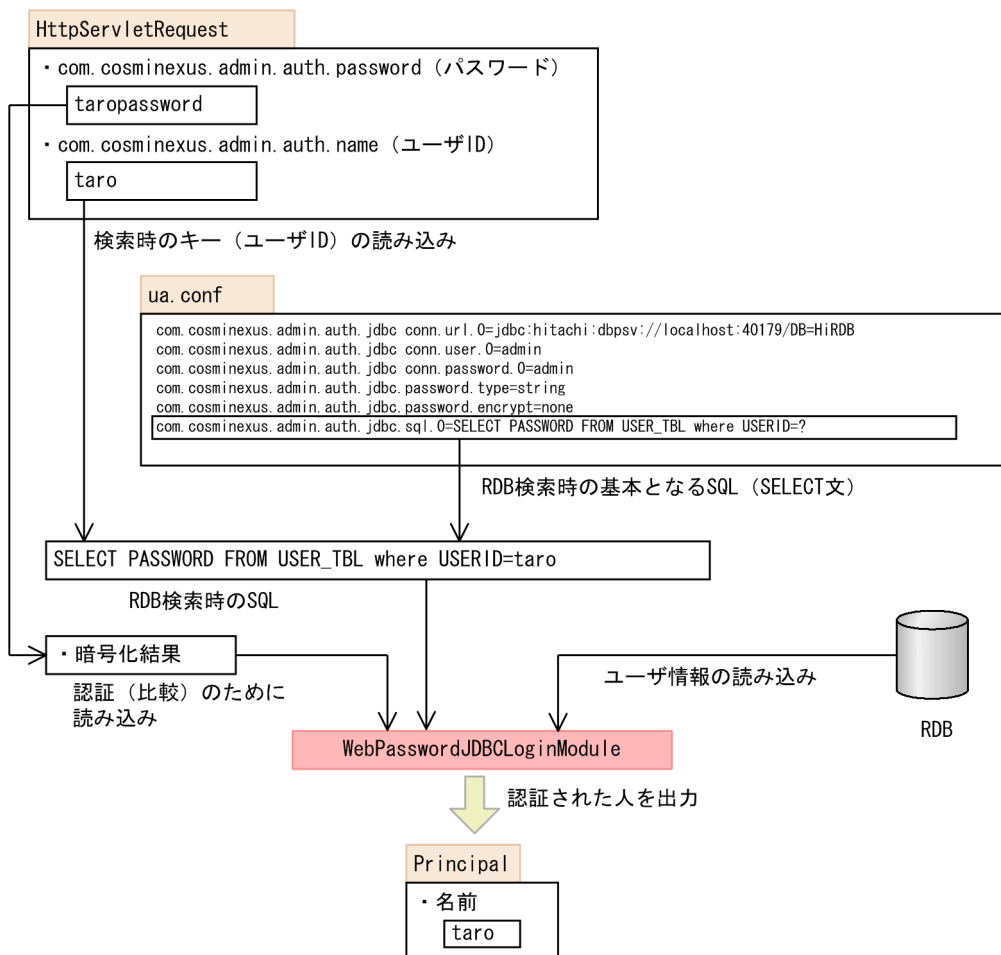 HttpServletRequest
・com.cosminexus.admin.auth.password（パスワード）
taropassword
・com.cosminexus.admin.auth.name（ユーザID）
taro
検索時のキー（ユーザID）の読み込み
ua.conf
com.cosminexus.admin.auth.jdbc conn.url.0=jdbc:hitachi:dbpsv://localhost:40179/DB=HiRDB
com.cosminexus.admin.auth.jdbc conn.user.0=admin
com.cosminexus.admin.auth.jdbc conn.password.0=admin
com.cosminexus.admin.auth.jdbc.password.type=string
com.cosminexus.admin.auth.jdbc.password.encrypt=none
com.cosminexus.admin.auth.jdbc.sql.0=SELECT PASSWORD FROM USER_TBL where USERID=?
RDB検索時の基本となるSQL（SELECT文）
SELECT PASSWORD FROM USER_TBL where USERID=taro
RDB検索時のSQL
・暗号化結果
認証（比較）のために
読み込み
ユーザ情報の読み込み
RDB
WebPasswordJDBCLoginModule
認証された人を出力
Principal
・名前
taro